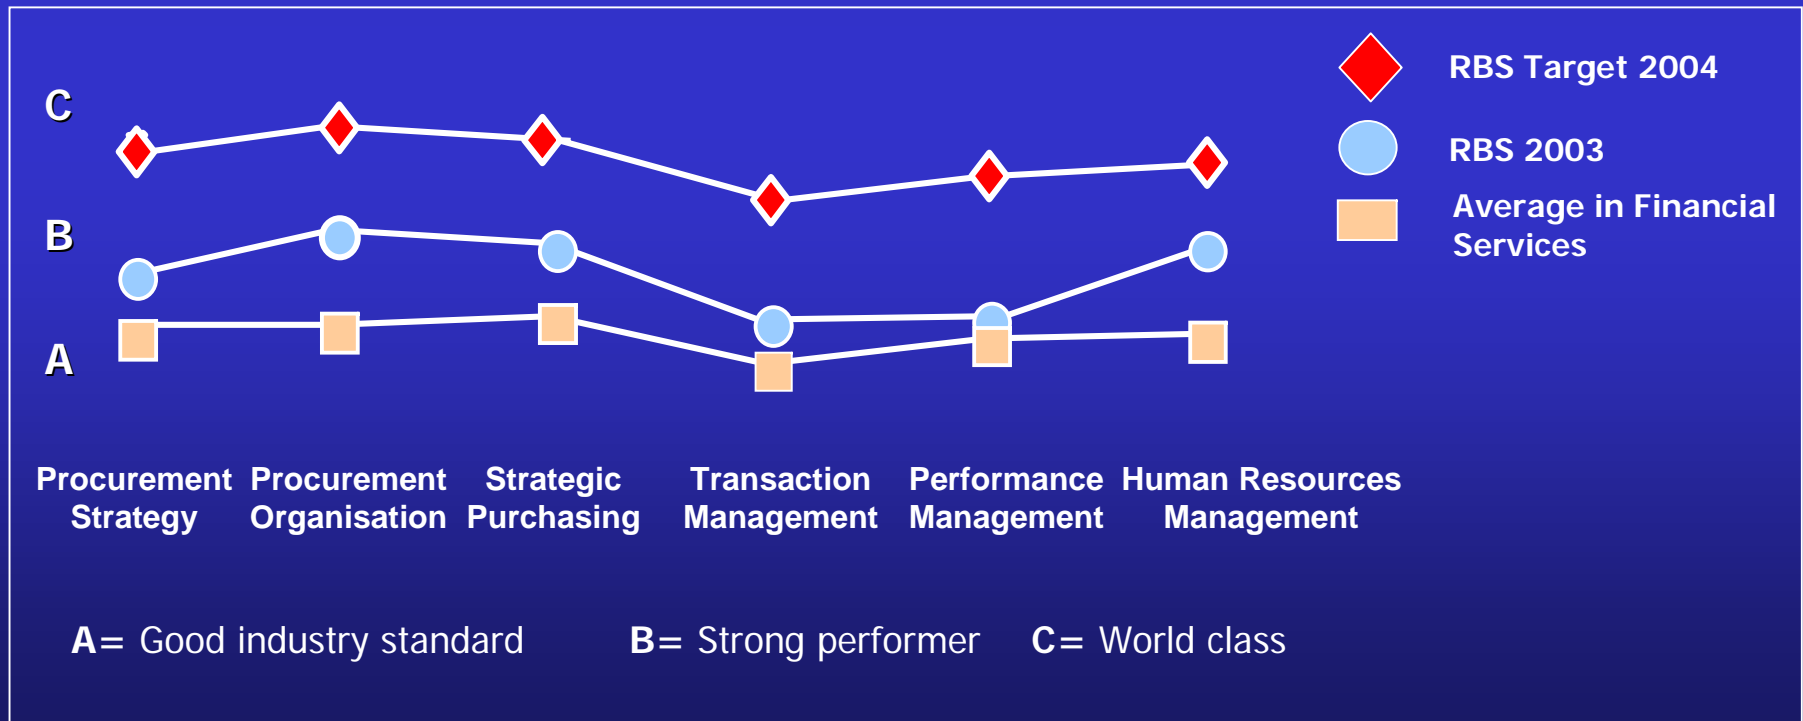 RBS Target 2004
C
RBS 2003
Average in Financial
Services
B
A
Procurement Strategy
Procurement Organisation
Strategic Purchasing
Transaction Management
Performance Management
Human Resources Management
A= Good industry standard B= Strong performer C= World class